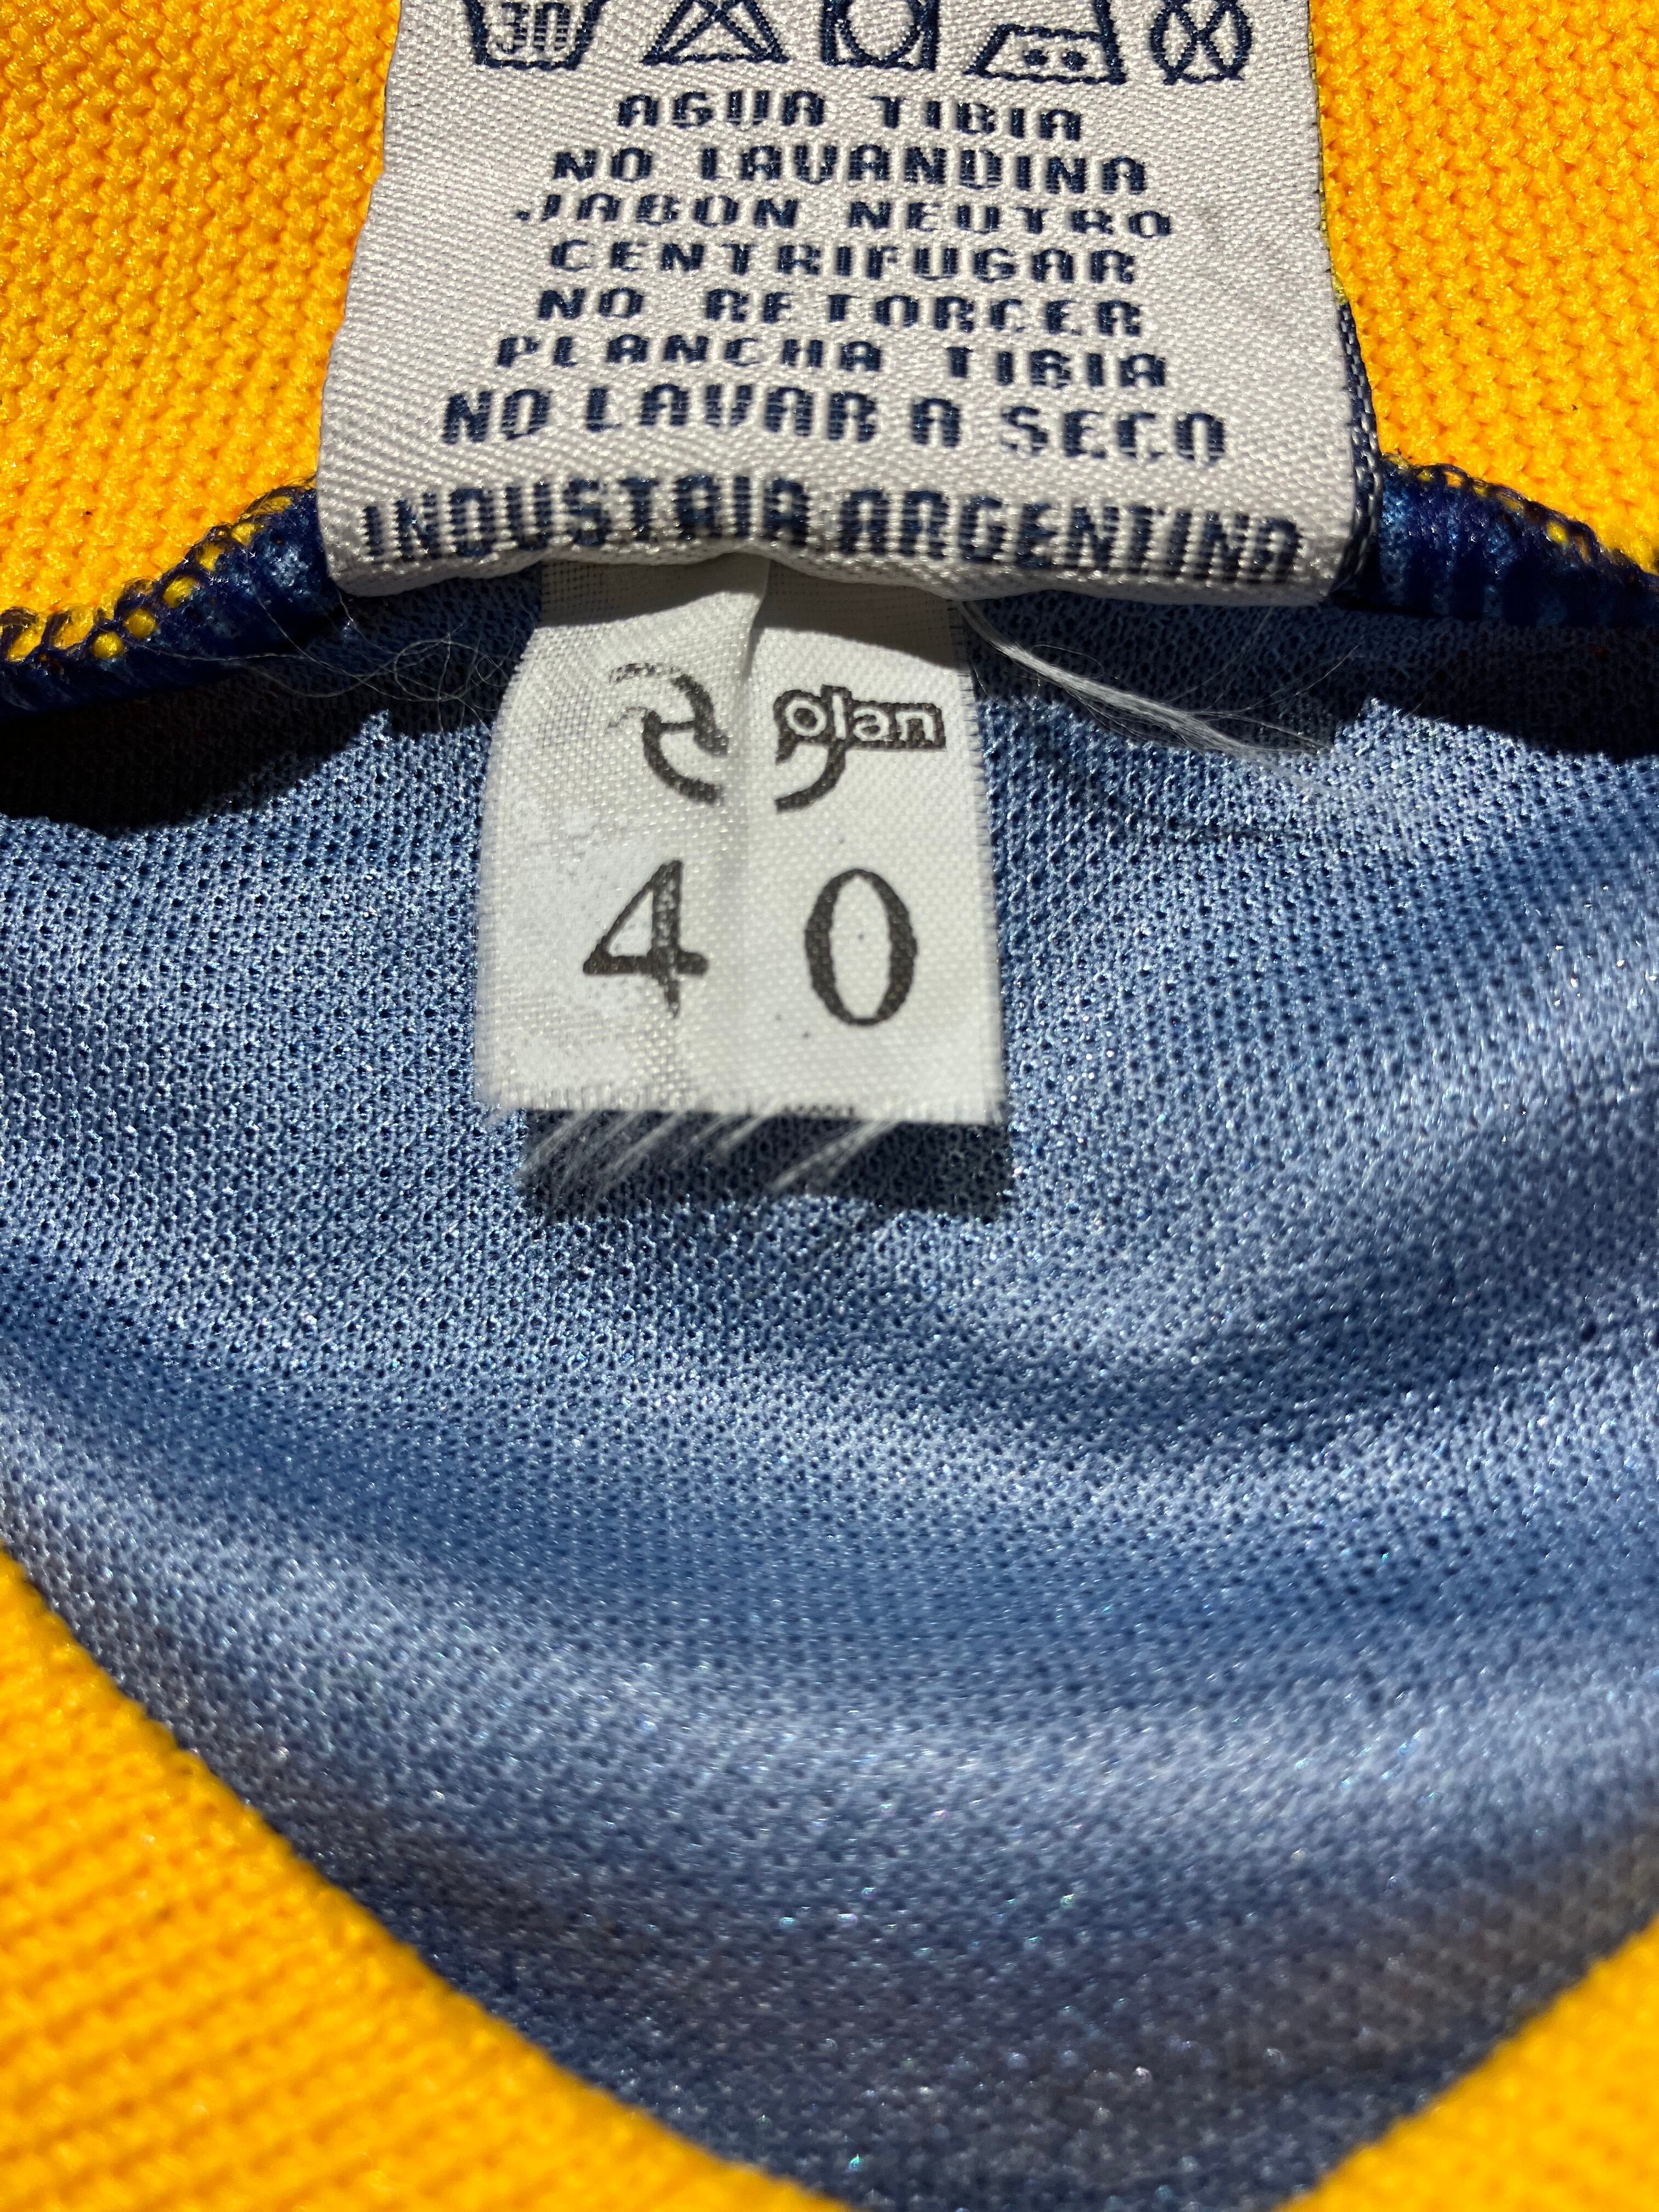 30
AGUA TIBIA
NO LAVANDINA
JABON NEUTRO
CENTRIFUGAR
NO RETORCER
PLANCHA TIBIA
NO LAVAR A SECO
INDUSTRIA ARGENTINA
olan
40